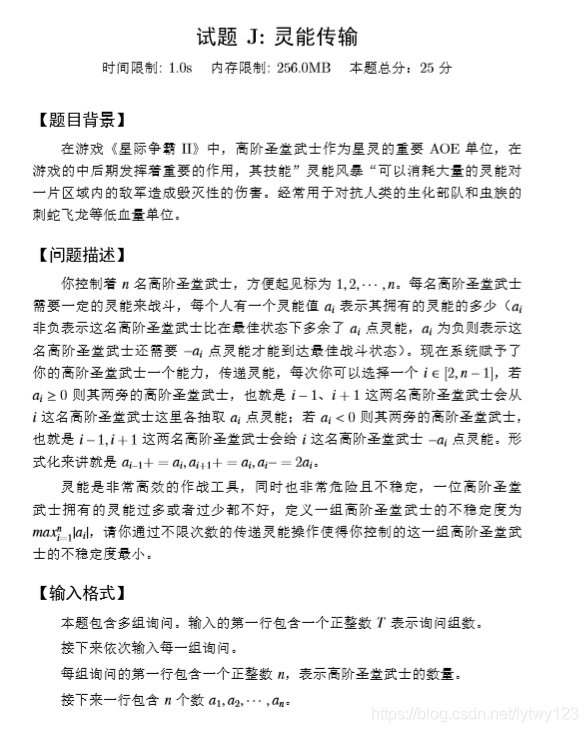 试题 J: 灵能传输
时间限制: 1.0s 内存限制: 256.0MB 本题总分: 25 分
【题目背景】
在游戏《星际争霸 II》中，高阶圣堂武士作为星灵的重要 AOE 单位，在
游戏的中后期发挥着重要的作用，其技能”灵能风暴“可以消耗大量的灵能对
一片区域内的敌军造成毁灭性的伤害。经常用于对抗人类的生化部队和虫族的
刺蛇飞龙等低血量单位。
【问题描述】
你控制着 n 名高阶圣堂武士，方便起见标为 1,2,⋯,n。每名高阶圣堂武士
需要一定的灵能来战斗，每个人有一个灵能值 aᵢ 表示其拥有的灵能的多少（aᵢ
非负表示这名高阶圣堂武士比在最佳状态下多余了 aᵢ 点灵能，aᵢ 为负则表示这
名高阶圣堂武士还需要 −aᵢ 点灵能才能到达最佳战斗状态）。现在系统赋予了
你的高阶圣堂武士一个能力，传递灵能，每次你可以选择一个 i ∈ [2,n − 1]，若
aᵢ ≥ 0 则其两旁的高阶圣堂武士，也就是 i − 1、i + 1 这两名高阶圣堂武士会从
i 这名高阶圣堂武士这里各抽取 aᵢ 点灵能；若 aᵢ < 0 则其两旁的高阶圣堂武士，
也就是 i − 1,i + 1 这两名高阶圣堂武士会给 i 这名高阶圣堂武士 −aᵢ 点灵能。形
式化来讲就是 aᵢ₋₁+ = aᵢ,aᵢ₊₁+ = aᵢ,aᵢ− = 2aᵢ。
灵能是非常高效的作战工具，同时也非常危险且不稳定，一位高阶圣堂
武士拥有的灵能过多或者过少都不好，定义一组高阶圣堂武士的不稳定度为
maxⁿᵢ₌₁|aᵢ|，请你通过不限次数的传递灵能操作使得你控制的这一组高阶圣堂武
士的不稳定度最小。
【输入格式】
本题包含多组询问。输入的第一行包含一个正整数 T 表示询问组数。
接下来依次输入每一组询问。
每组询问的第一行包含一个正整数 n，表示高阶圣堂武士的数量。
接下来一行包含 n 个数 a₁,a₂,⋯,aₙ。
https://blog.csdn.net/lytwy123